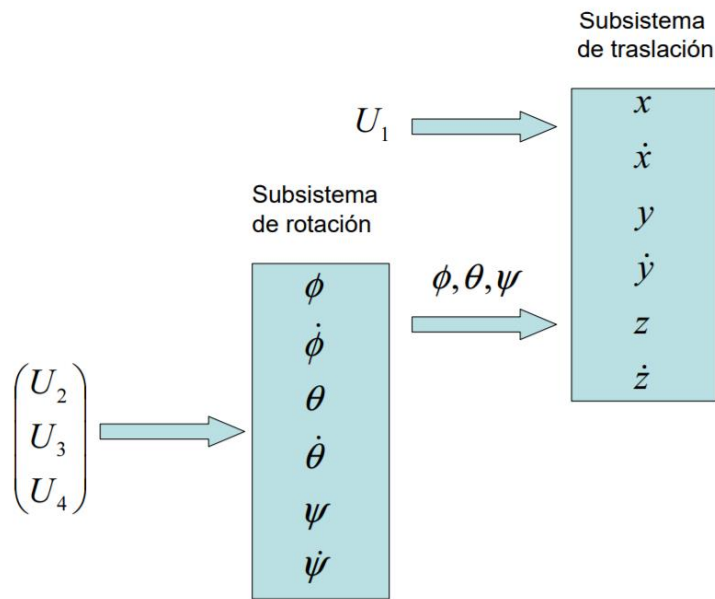 Subsistema
de traslación
U₁
x
ẋ
y
ẏ
z
ż
Subsistema
de rotación
ϕ
ϕ̇
θ
θ̇
ψ
ψ̇
ϕ, θ, ψ
U₂
U₃
U₄